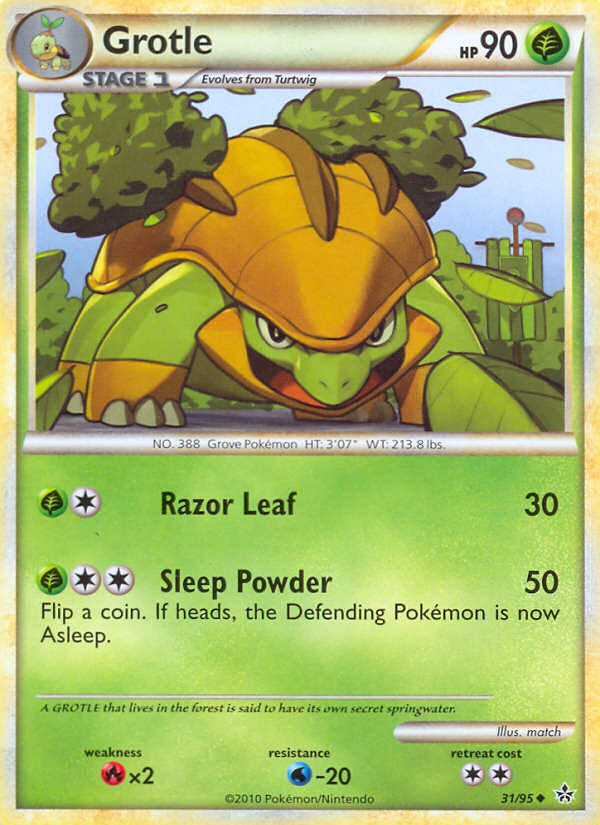 Grotle
HP 90
STAGE 1
Evolves from Turtwig
NO. 388 Grove Pokémon HT: 3'07" WT: 213.8 lbs.
Razor Leaf 30
Sleep Powder 50
Flip a coin. If heads, the Defending Pokémon is now
Asleep.
A GROTLE that lives in the forest is said to have its own secret springwater.
Illus. match
weakness resistance retreat cost
×2 -20
©2010 Pokémon/Nintendo 31/95